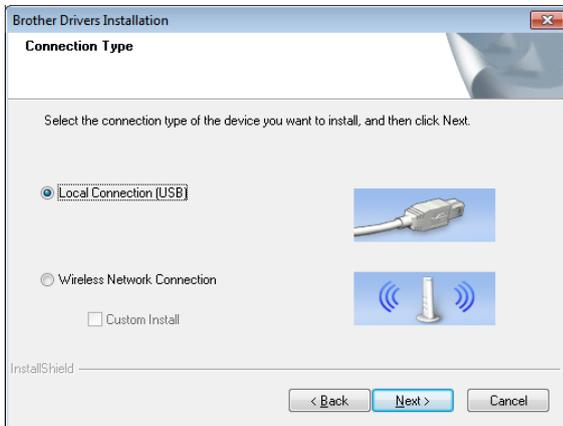 Brother Drivers Installation
Connection Type
Select the connection type of the device you want to install, and then click Next.
Local Connection (USB)
Wireless Network Connection
Custom Install
InstallShield
< Back Next > Cancel